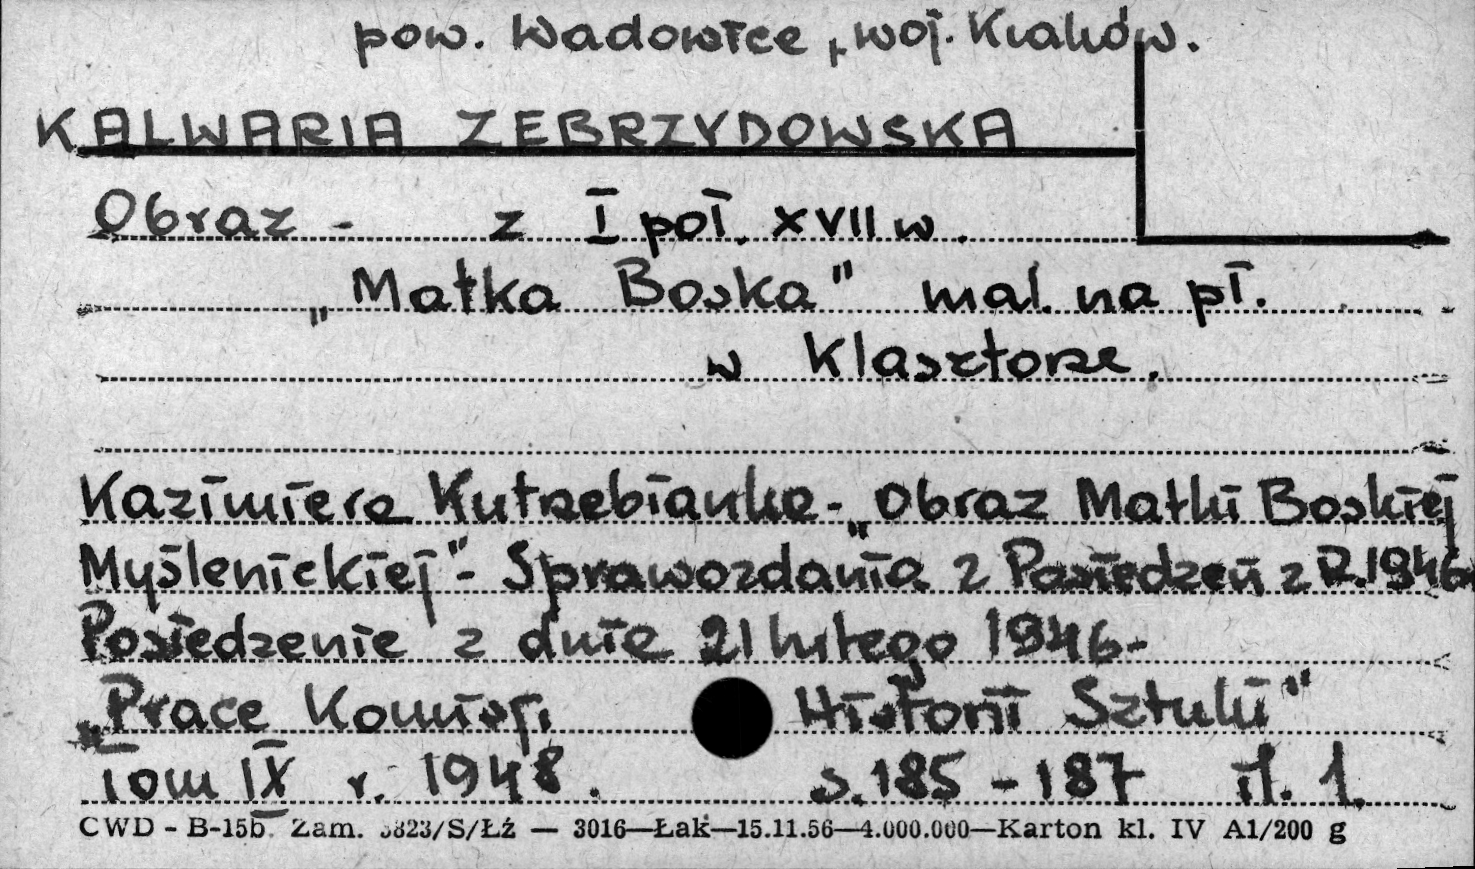 pow. Wadowice, woj. Kraków.
KALWARIA ZEBRZYDOWSKA
Obraz - z I poł. XVII w.
„Matka Boska" mal. na pł.
w Klasztorze.
Kazimiera Kutrzebianka - „Obraz Matki Boskiej
Myślenickiej" - Sprawozdania z Posiedzeń z R. 1946
Posiedzenie z dnia 21 lutego 1946 -
„Prace Komisji Historii Sztuki"
Tom IX r. 1948. s. 185 - 187 il. 1.
CWD - B-15b. Zam. 3823/S/Łź — 3016—Łak—15.11.56—4.000.000—Karton kl. IV A1/200 g